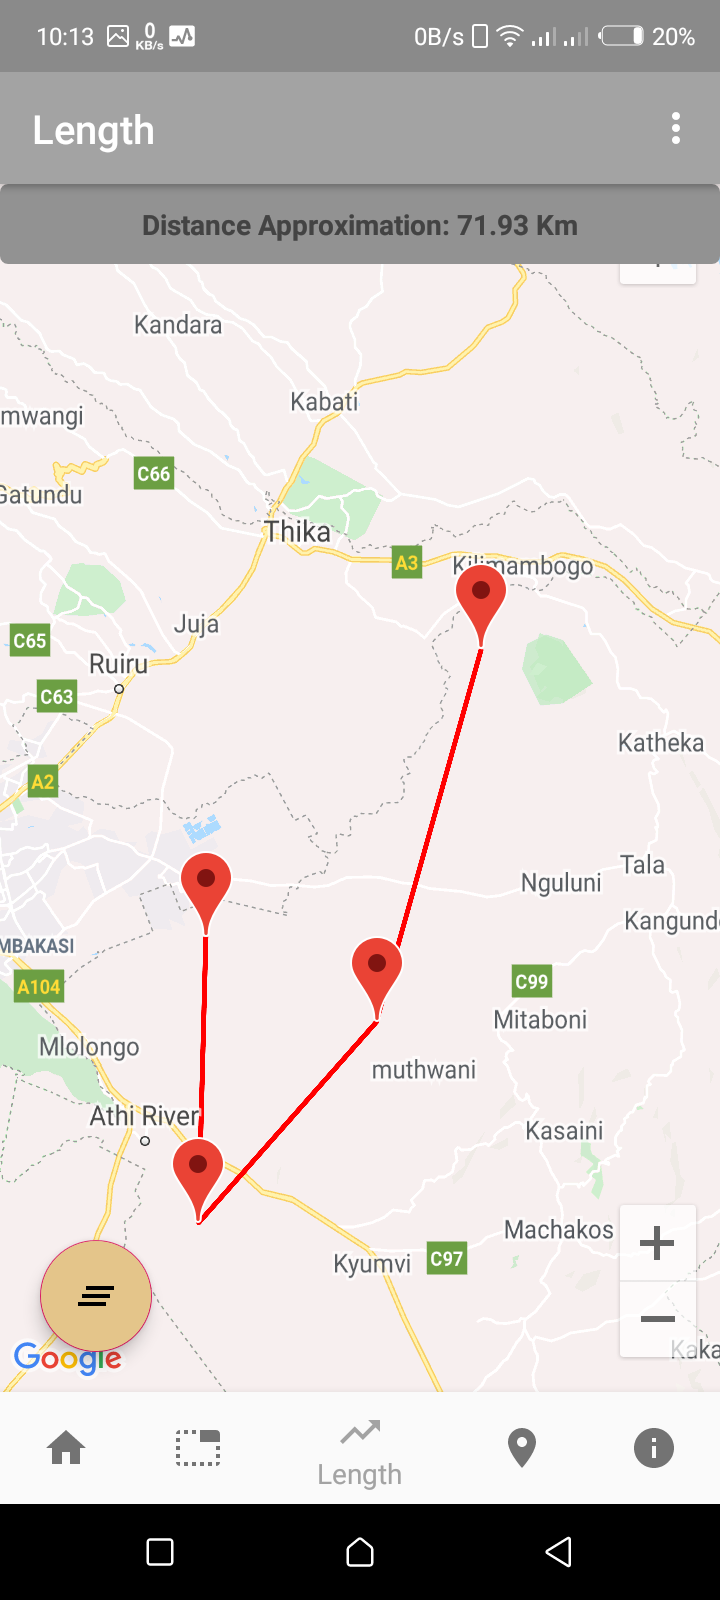 10:13 0 KB/s 0B/s 20%
Length
Distance Approximation: 71.93 Km
Kandara
Kabati
mwangi
C66
Gatundu
Thika
A3
Kilimambogo
Juja
C65
Ruiru
C63
Katheka
A2
Tala
Nguluni
Kangund
MBAKASI
C99
A104
Mitaboni
Mlolongo
muthwani
Athi River
Kasaini
Machakos
Kyumvi
C97
Kaka
Google
Length